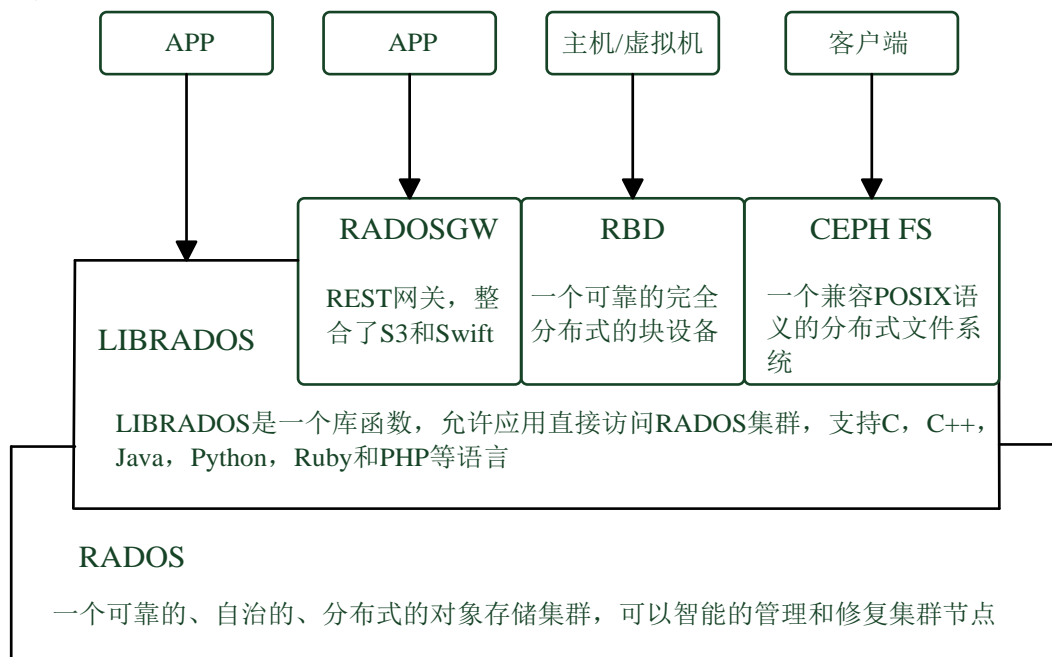 APP
APP
主机/虚拟机
客户端
RADOSGW
REST网关，整
合了S3和Swift
RBD
一个可靠的完全
分布式的块设备
CEPH FS
一个兼容POSIX语
义的分布式文件系
统
LIBRADOS
LIBRADOS是一个库函数，允许应用直接访问RADOS集群，支持C，C++，
Java，Python，Ruby和PHP等语言
RADOS
一个可靠的、自治的、分布式的对象存储集群，可以智能的管理和修复集群节点